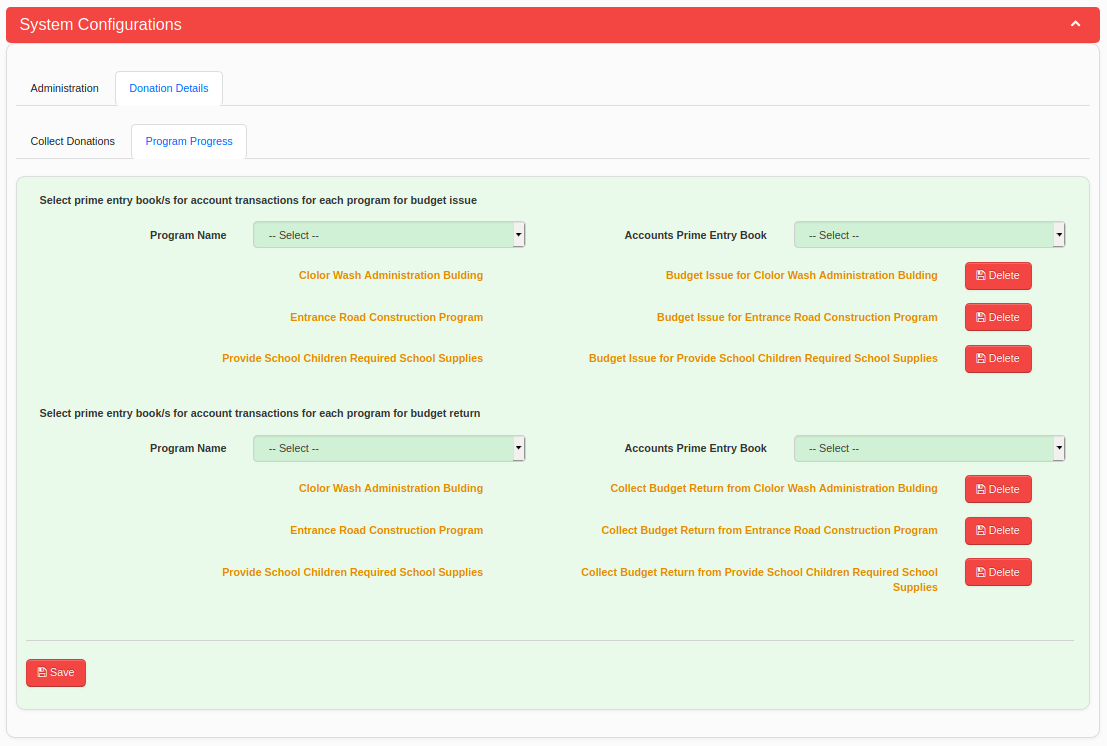 System Configurations
Administration Donation Details
Collect Donations Program Progress
Select prime entry book/s for account transactions for each program for budget issue
Program Name -- Select -- Accounts Prime Entry Book -- Select --
Clolor Wash Administration Bulding Budget Issue for Clolor Wash Administration Bulding Delete
Entrance Road Construction Program Budget Issue for Entrance Road Construction Program Delete
Provide School Children Required School Supplies Budget Issue for Provide School Children Required School Supplies Delete
Select prime entry book/s for account transactions for each program for budget return
Program Name -- Select -- Accounts Prime Entry Book -- Select --
Clolor Wash Administration Bulding Collect Budget Return from Clolor Wash Administration Bulding Delete
Entrance Road Construction Program Collect Budget Return from Entrance Road Construction Program Delete
Provide School Children Required School Supplies Collect Budget Return from Provide School Children Required School Delete
Supplies
Save